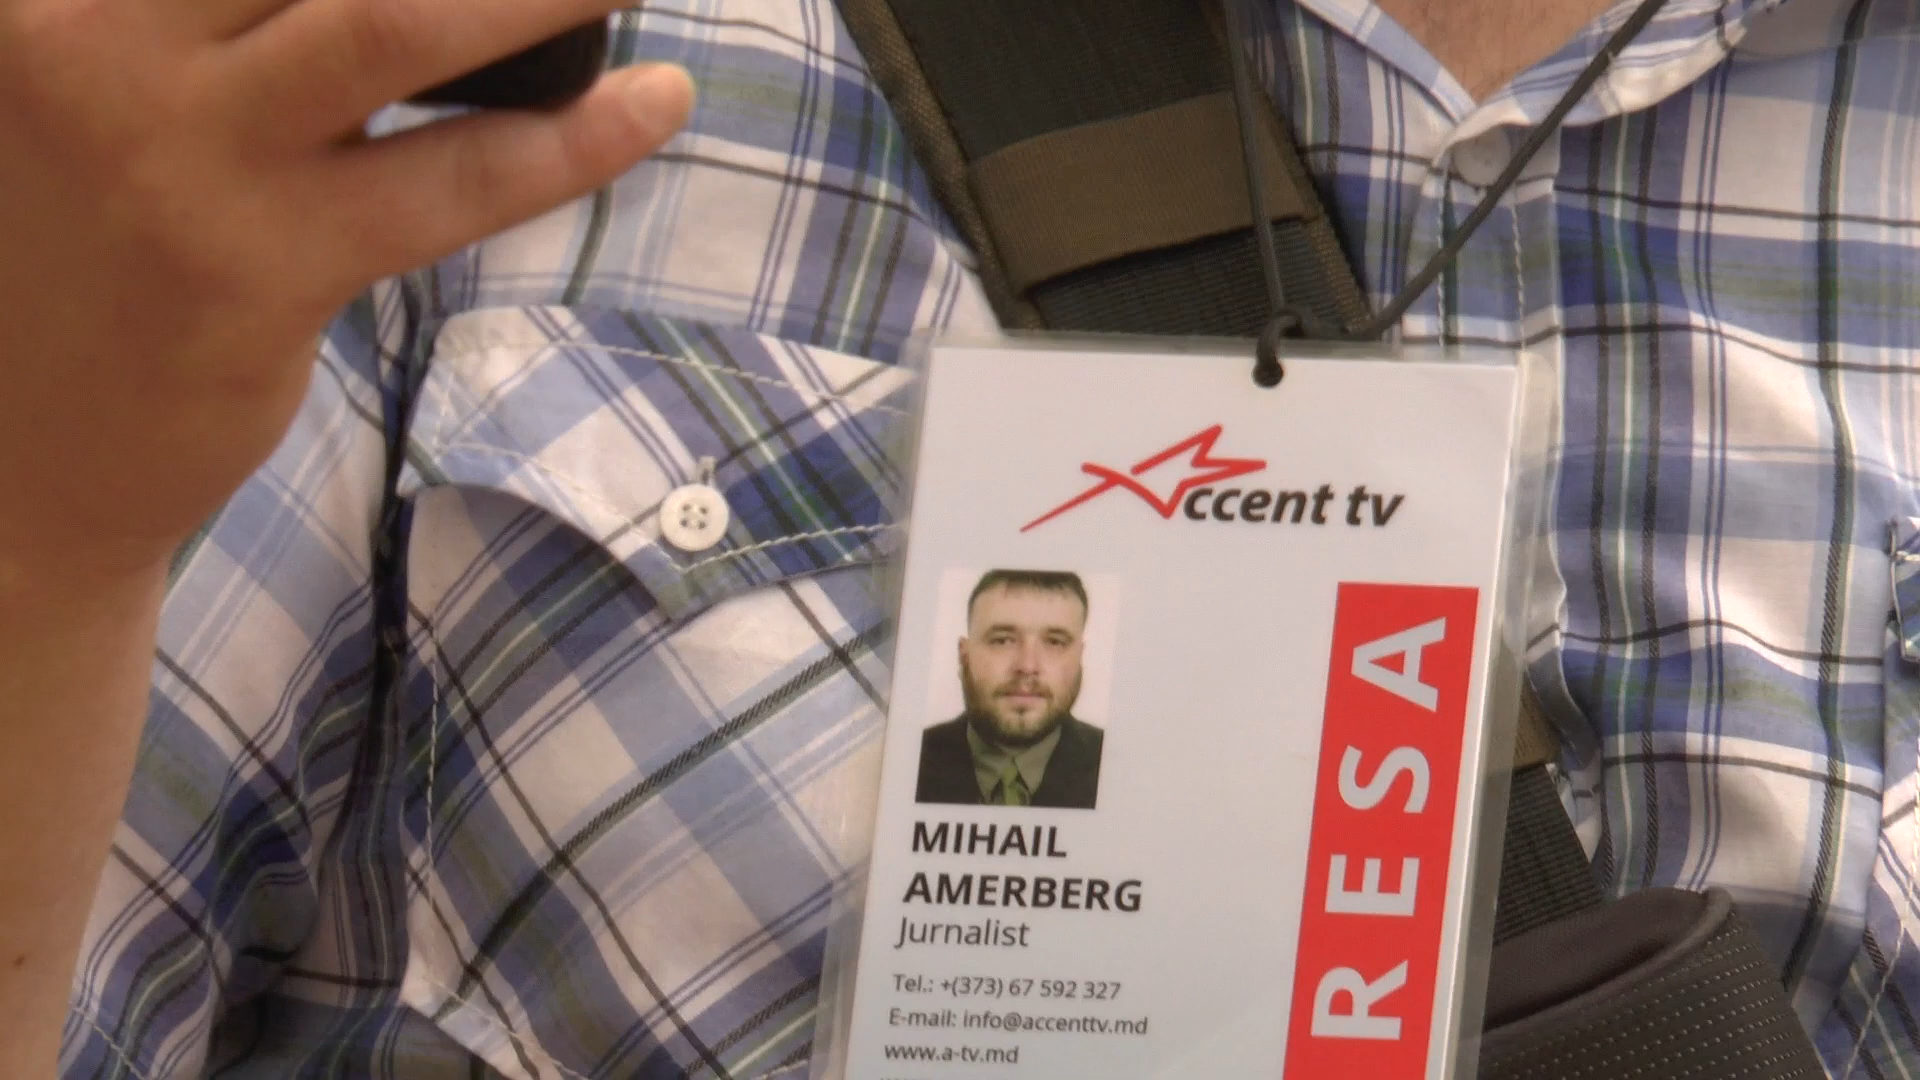 Accent tv
MIHAIL
AMERBERG
Jurnalist
Tel.: +(373) 67 592 327
E-mail: info@accenttv.md
www.a-tv.md
RESA